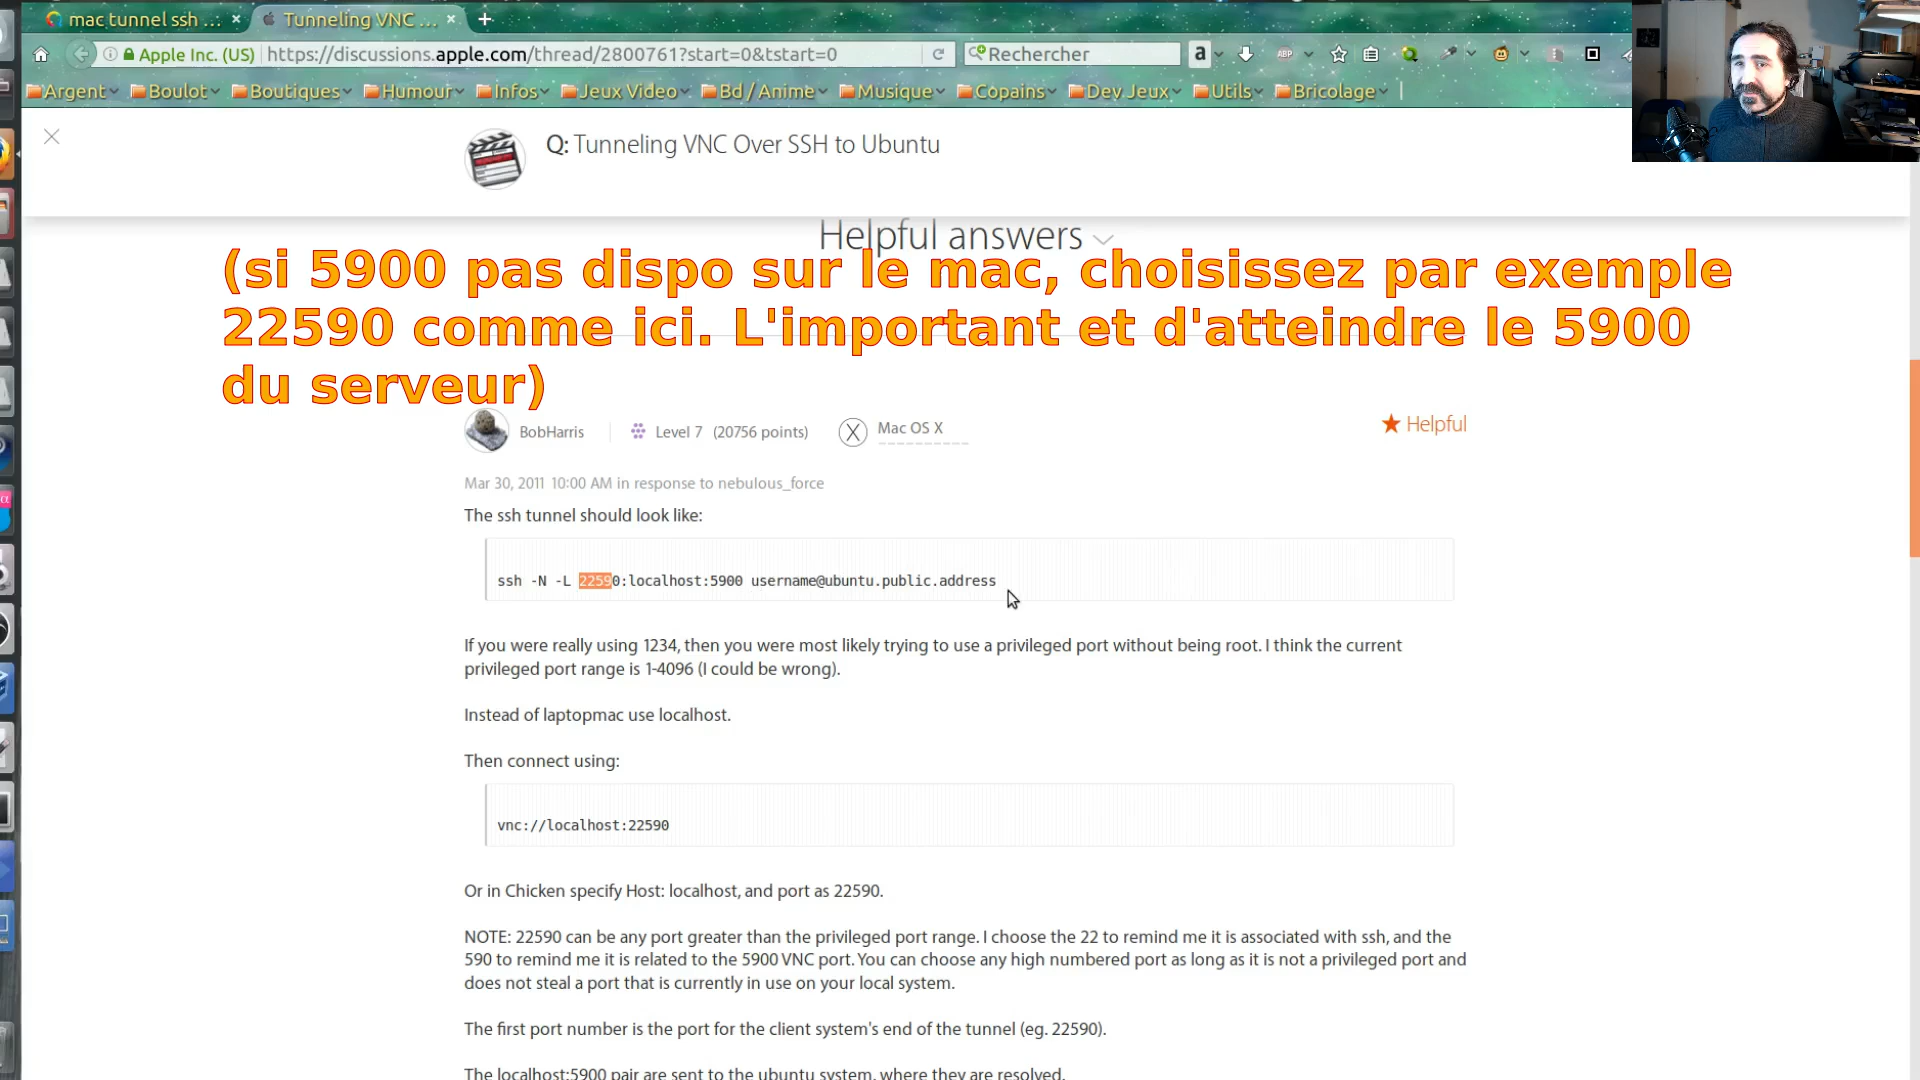 mac tunnel ssh ...
Tunneling VNC ...
Apple Inc. (US)
https://discussions.apple.com/thread/2800761?start=0&tstart=0
Rechercher
a
ABP
Argent
Boulot
Boutiques
Humour
Infos
Jeux Video
Bd / Anime
Musique
Copains
Dev Jeux
Utils
Bricolage
Q: Tunneling VNC Over SSH to Ubuntu
Helpful answers
(si 5900 pas dispo sur le mac, choisissez par exemple
22590 comme ici. L'important et d'atteindre le 5900
du serveur)
BobHarris
Level 7 (20756 points)
Mac OS X
Helpful
Mar 30, 2011 10:00 AM in response to nebulous_force
The ssh tunnel should look like:
ssh -N -L 22590:localhost:5900 username@ubuntu.public.address
If you were really using 1234, then you were most likely trying to use a privileged port without being root. I think the current
privileged port range is 1-4096 (I could be wrong).
Instead of laptopmac use localhost.
Then connect using:
vnc://localhost:22590
Or in Chicken specify Host: localhost, and port as 22590.
NOTE: 22590 can be any port greater than the privileged port range. I choose the 22 to remind me it is associated with ssh, and the
590 to remind me it is related to the 5900 VNC port. You can choose any high numbered port as long as it is not a privileged port and
does not steal a port that is currently in use on your local system.
The first port number is the port for the client system's end of the tunnel (eg. 22590).
The localhost:5900 pair are sent to the ubuntu system, where they are resolved.